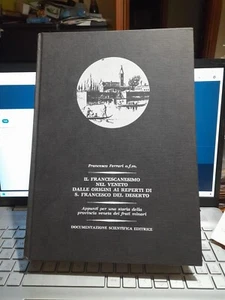 Francesco Ferrari o.f.m.
IL FRANCESCANESIMO
NEL VENETO
DALLE ORIGINI AI REPERTI DI
S. FRANCESCO DEL DESERTO
Appunti per una storia della
provincia veneta dei frati minori
DOCUMENTAZIONE SCIENTIFICA EDITRICE